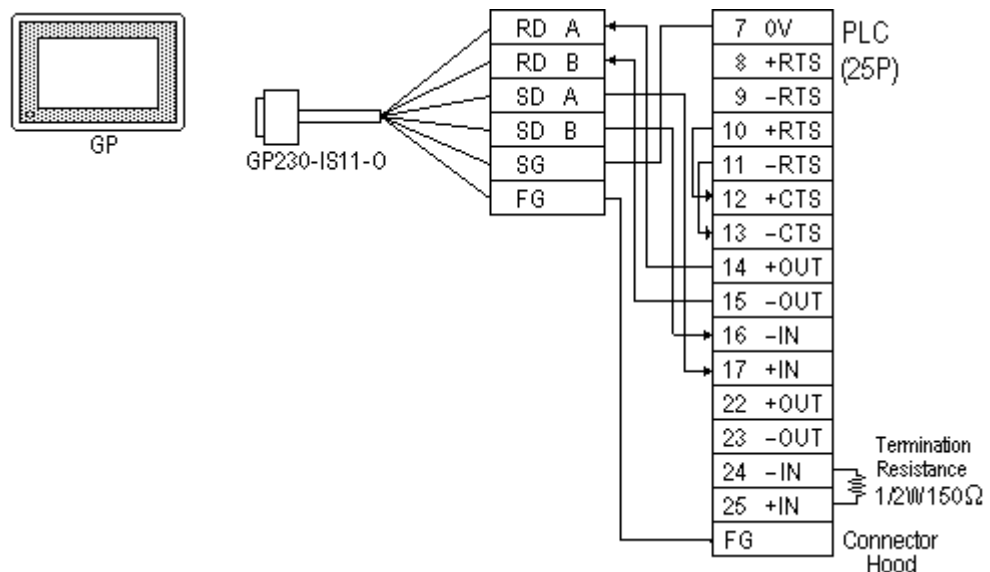 GP
GP230-IS11-O
RD A
RD B
SD A
SD B
SG
FG
7 0V
8 +RTS
9 -RTS
10 +RTS
11 -RTS
12 +CTS
13 -CTS
14 +OUT
15 -OUT
16 -IN
17 +IN
22 +OUT
23 -OUT
24 -IN
25 +IN
FG
PLC
(25P)
Termination
Resistance
1/2W150Ω
Connector
Hood